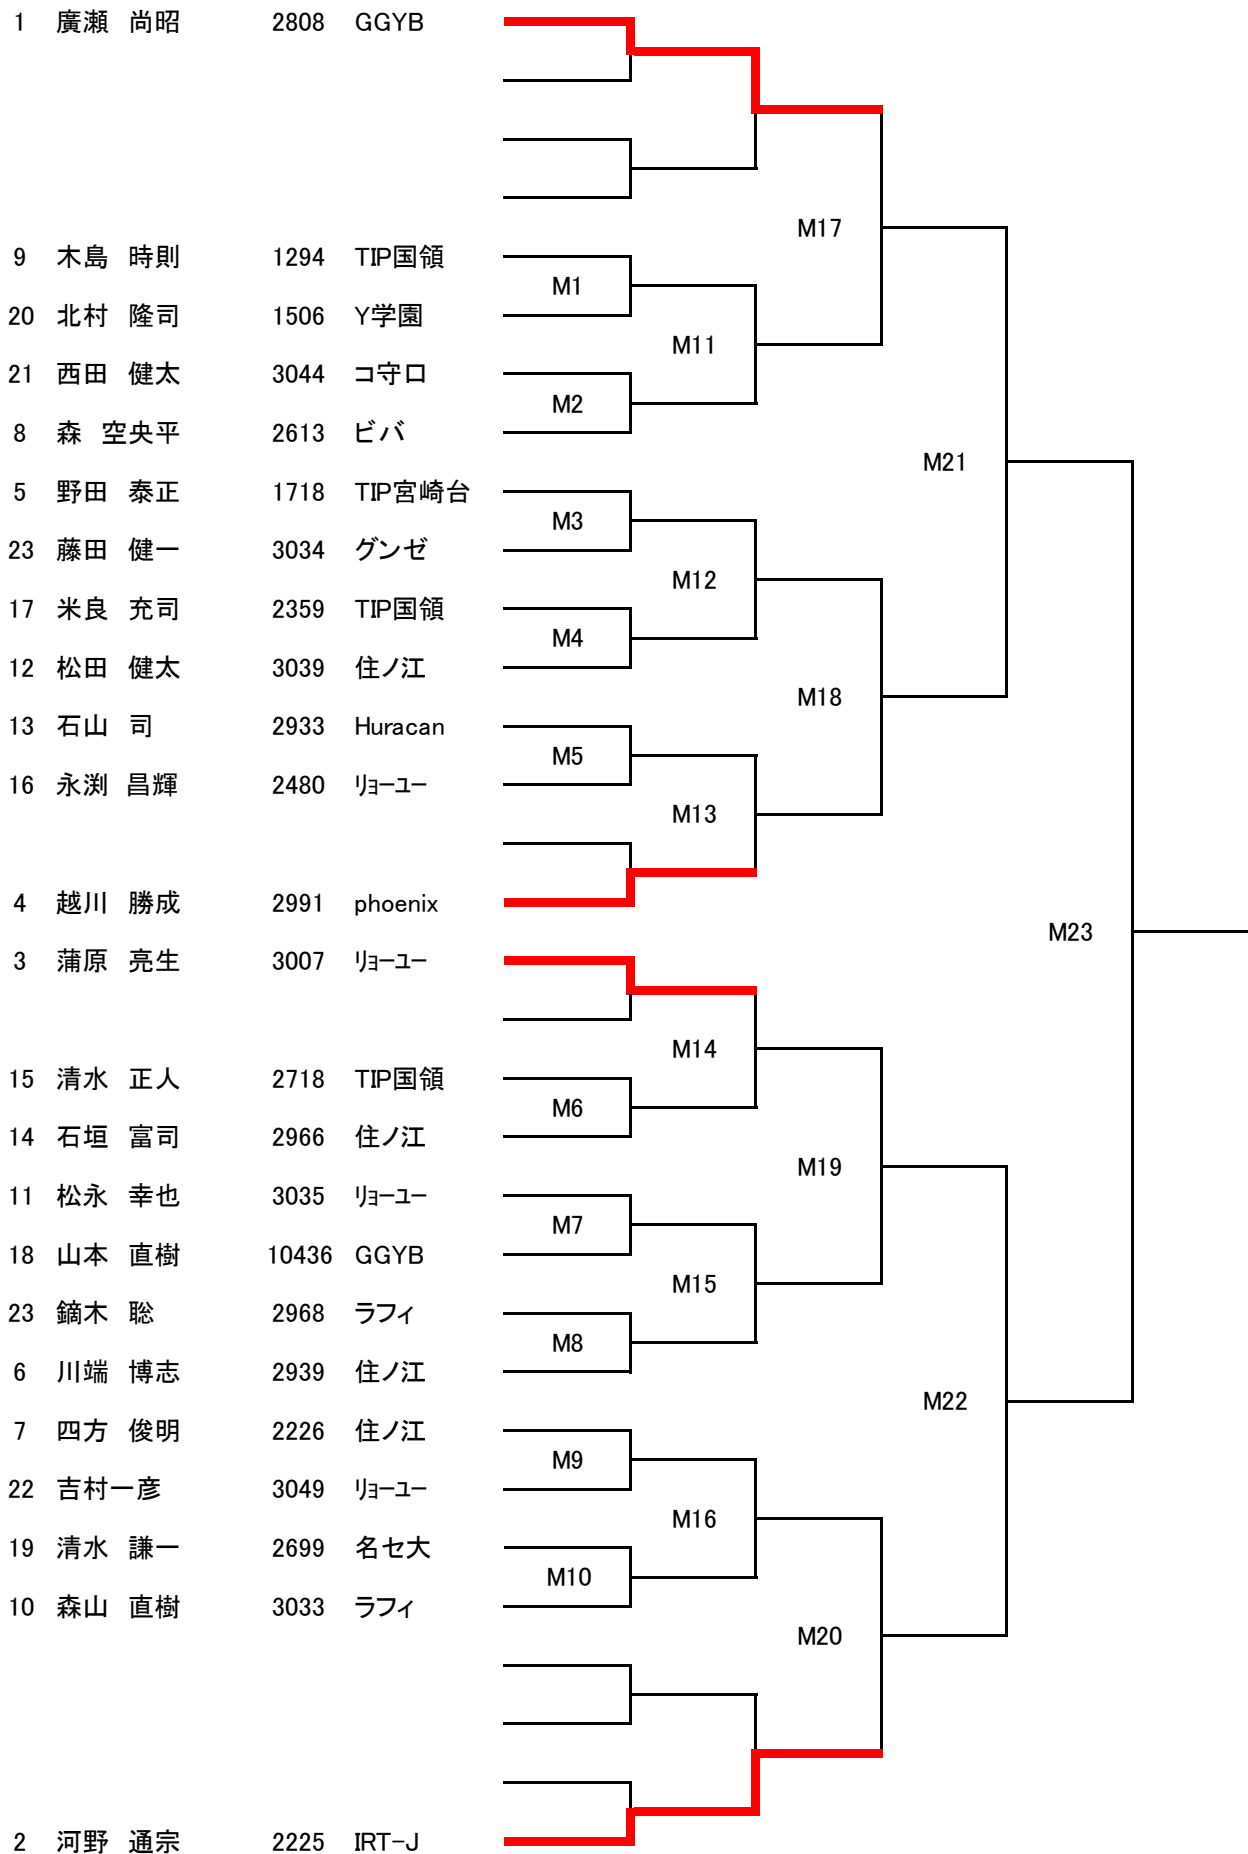 1 廣瀬 尚昭 2808 GGYB
M17
9 木島 時則 1294 TIP国領
M1
20 北村 隆司 1506 Y学園
M11
21 西田 健太 3044 コ守口
M2
8 森 空央平 2613 ビバ
M21
5 野田 泰正 1718 TIP宮崎台
M3
23 藤田 健一 3034 グンゼ
M12
17 米良 充司 2359 TIP国領
M4
12 松田 健太 3039 住ノ江
M18
13 石山 司 2933 Huracan
M5
16 永渕 昌輝 2480 ﾘｮｰﾕｰ
M13
4 越川 勝成 2991 phoenix
M23
3 蒲原 亮生 3007 ﾘｮｰﾕｰ
M14
15 清水 正人 2718 TIP国領
M6
14 石垣 富司 2966 住ノ江
M19
11 松永 幸也 3035 ﾘｮｰﾕｰ
M7
18 山本 直樹 10436 GGYB
M15
23 鏑木 聡 2968 ラフィ
M8
6 川端 博志 2939 住ノ江
M22
7 四方 俊明 2226 住ノ江
M9
22 吉村一彦 3049 ﾘｮｰﾕｰ
M16
19 清水 謙一 2699 名セ大
M10
10 森山 直樹 3033 ラフィ
M20
2 河野 通宗 2225 IRT-J